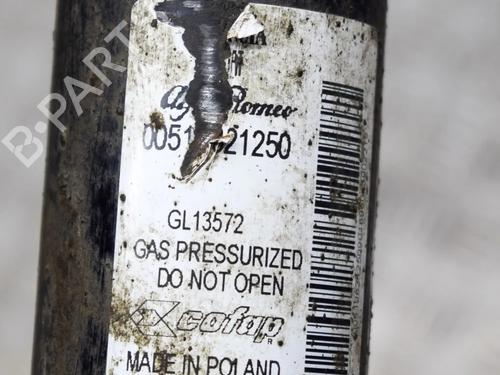 Alfa Romeo
GL13572
GAS PRESSURIZED
DO NOT OPEN
cofap
R
MADE IN POLAND
B-PARTS